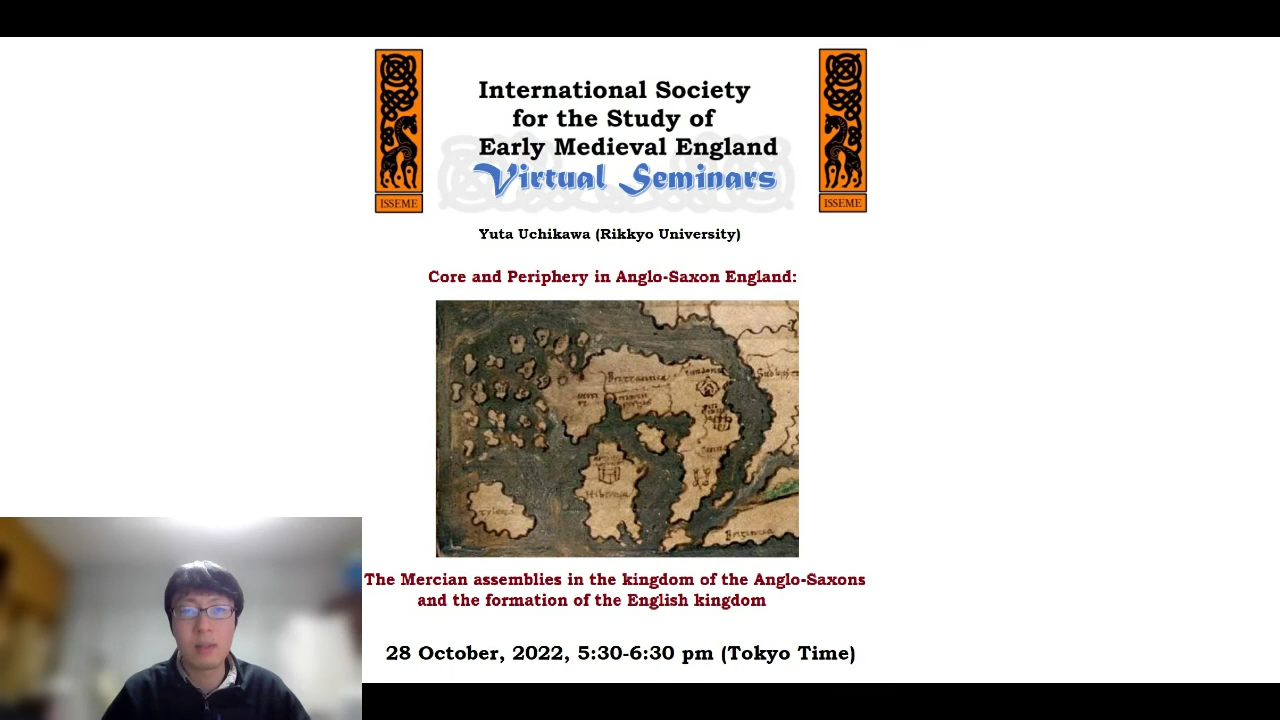 International Society
for the Study of
Early Medieval England
Virtual Seminars
ISSEME
ISSEME
Yuta Uchikawa (Rikkyo University)
Core and Periphery in Anglo-Saxon England:
Brittannia
Hibernia
The Mercian assemblies in the kingdom of the Anglo-Saxons
and the formation of the English kingdom
28 October, 2022, 5:30-6:30 pm (Tokyo Time)